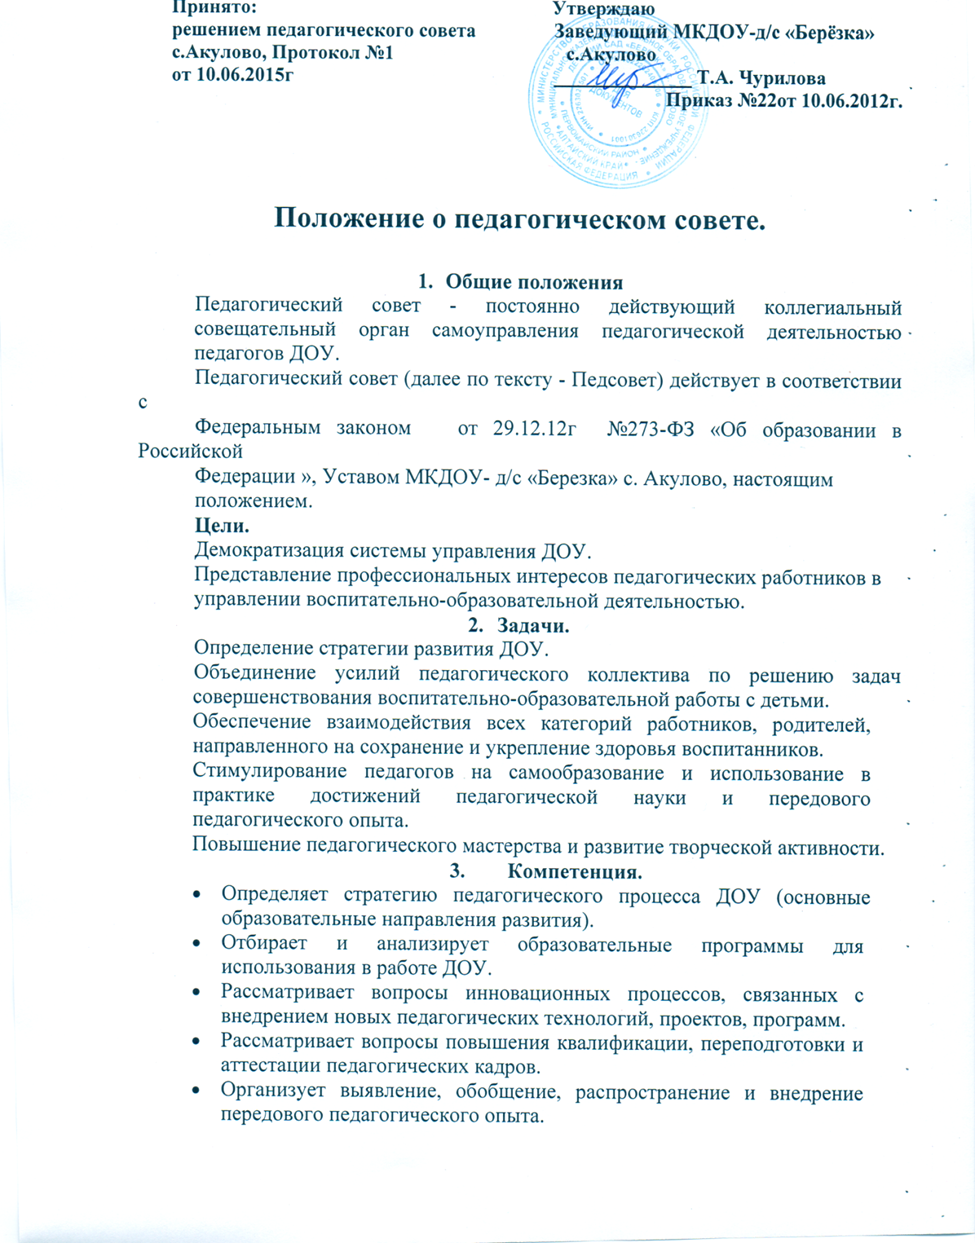 Принято:
решением педагогического совета
с.Акулово, Протокол №1
от 10.06.2015г
Утверждаю
Заведующий МКДОУ-д/с «Берёзка»
с.Акулово
Т.А. Чурилова
Приказ №22от 10.06.2012г.
Положение о педагогическом совете.
1. Общие положения
Педагогический совет - постоянно действующий коллегиальный
совещательный орган самоуправления педагогической деятельностью
педагогов ДОУ.
Педагогический совет (далее по тексту - Педсовет) действует в соответствии
с
Федеральным законом от 29.12.12г №273-ФЗ «Об образовании в
Российской
Федерации », Уставом МКДОУ- д/с «Березка» с. Акулово, настоящим
положением.
Цели.
Демократизация системы управления ДОУ.
Представление профессиональных интересов педагогических работников в
управлении воспитательно-образовательной деятельностью.
2. Задачи.
Определение стратегии развития ДОУ.
Объединение усилий педагогического коллектива по решению задач
совершенствования воспитательно-образовательной работы с детьми.
Обеспечение взаимодействия всех категорий работников, родителей,
направленного на сохранение и укрепление здоровья воспитанников.
Стимулирование педагогов на самообразование и использование в
практике достижений педагогической науки и передового
педагогического опыта.
Повышение педагогического мастерства и развитие творческой активности.
3. Компетенция.
• Определяет стратегию педагогического процесса ДОУ (основные
образовательные направления развития).
• Отбирает и анализирует образовательные программы для
использования в работе ДОУ.
• Рассматривает вопросы инновационных процессов, связанных с
внедрением новых педагогических технологий, проектов, программ.
• Рассматривает вопросы повышения квалификации, переподготовки и
аттестации педагогических кадров.
• Организует выявление, обобщение, распространение и внедрение
передового педагогического опыта.